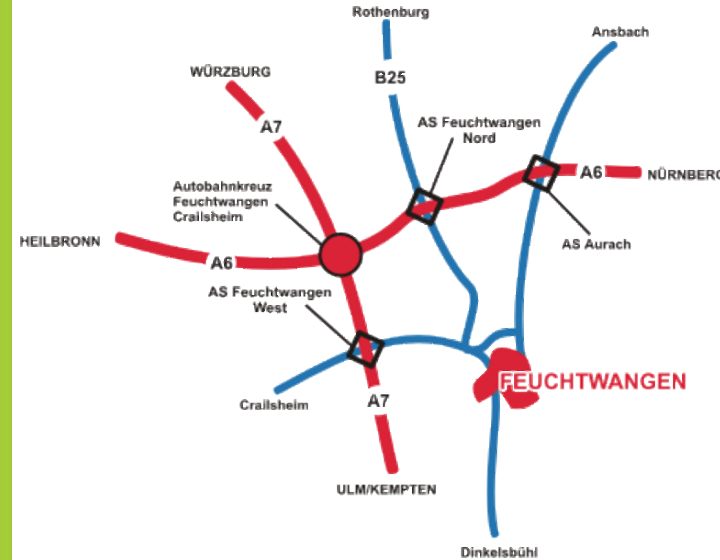 Rothenburg
Ansbach
WÜRZBURG
B25
A7
AS Feuchtwangen
Nord
A6
NÜRNBERG
Autobahnkreuz
Feuchtwangen
Crailsheim
HEILBRONN
AS Aurach
A6
AS Feuchtwangen
West
FEUCHTWANGEN
Crailsheim
A7
ULM/KEMPTEN
Dinkelsbühl